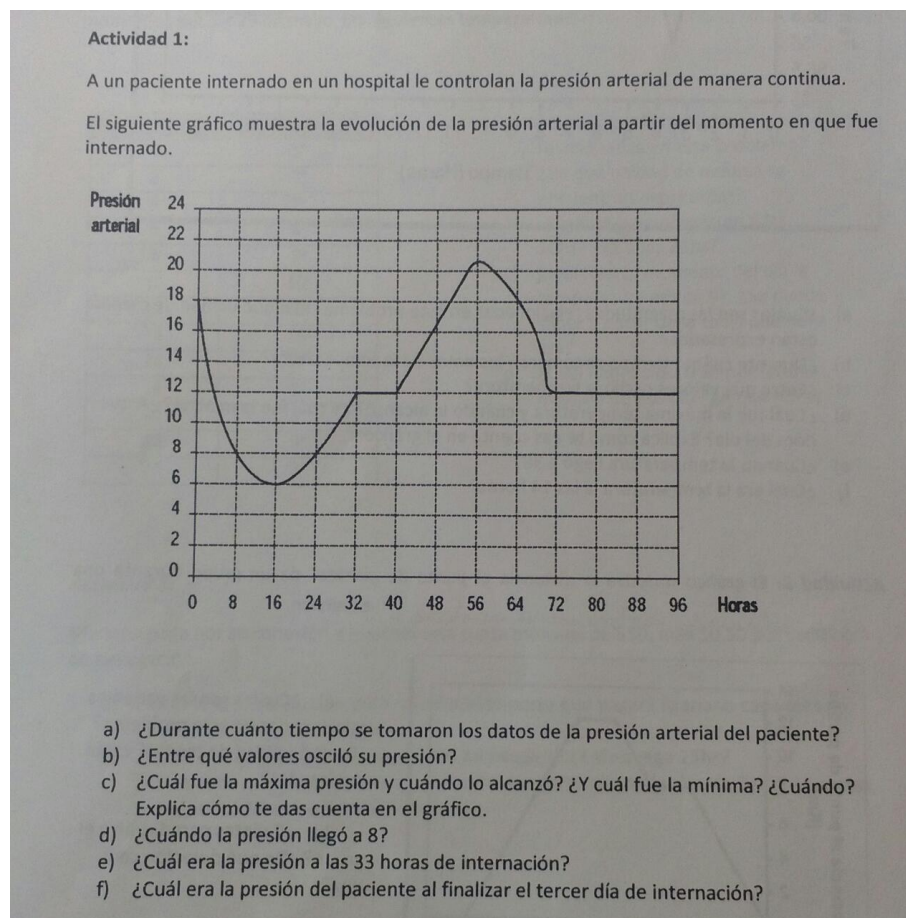 Actividad 1:
A un paciente internado en un hospital le controlan la presión arterial de manera continua.
El siguiente gráfico muestra la evolución de la presión arterial a partir del momento en que fue
internado.
Presión
arterial
24
22
20
18
16
14
12
10
8
6
4
2
0
0 8 16 24 32 40 48 56 64 72 80 88 96 Horas
a) ¿Durante cuánto tiempo se tomaron los datos de la presión arterial del paciente?
b) ¿Entre qué valores osciló su presión?
c) ¿Cuál fue la máxima presión y cuándo lo alcanzó? ¿Y cuál fue la mínima? ¿Cuándo?
Explica cómo te das cuenta en el gráfico.
d) ¿Cuándo la presión llegó a 8?
e) ¿Cuál era la presión a las 33 horas de internación?
f) ¿Cuál era la presión del paciente al finalizar el tercer día de internación?